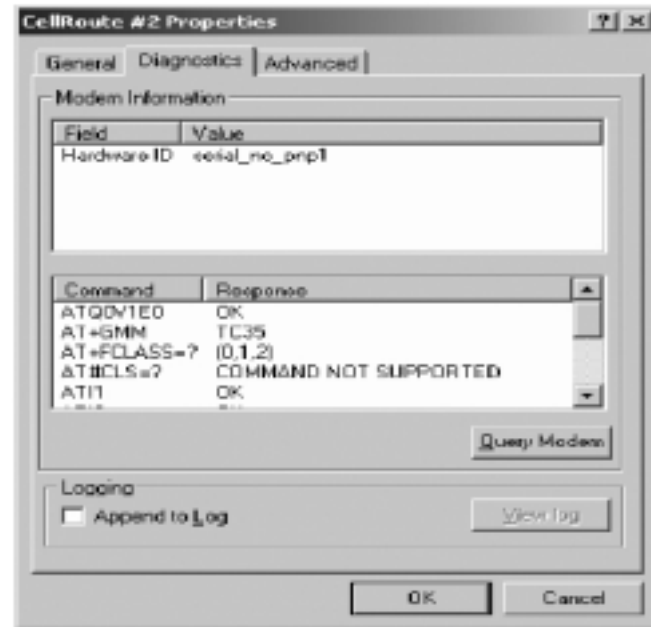 CellRoute #2 Properties
General Diagnostics Advanced
Modem Information
Field Value
Hardware ID serial_no_pnp1
Command Response
ATQ0V1E0 OK
AT+GMM TC35
AT+FCLASS=? (0,1,2)
AT#CLS=? COMMAND NOT SUPPORTED
ATI1 OK
Query Modem
Logging
Append to Log
View log
OK Cancel